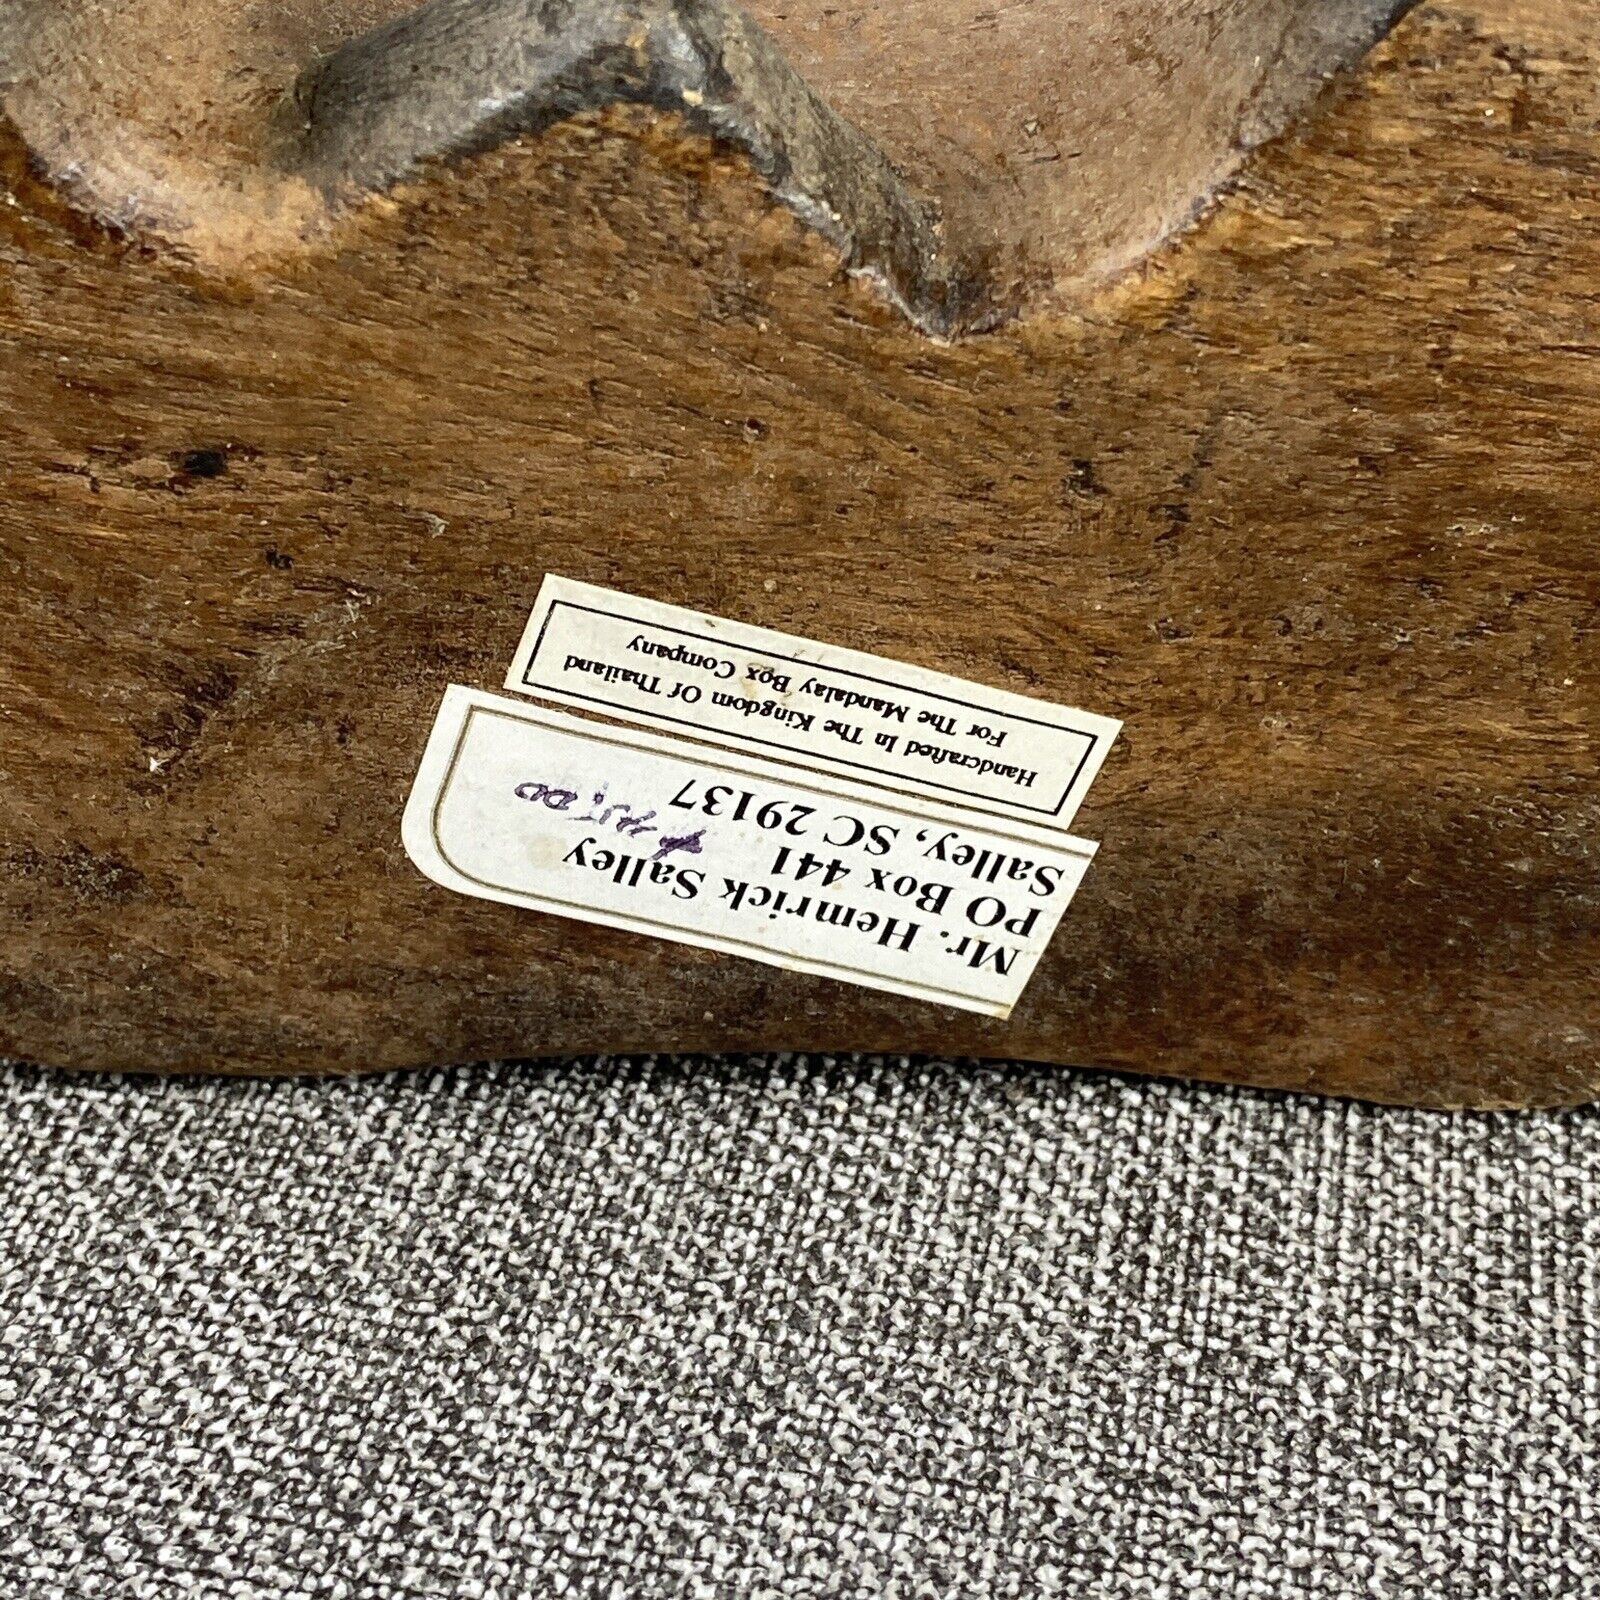 Mr. Hemrick Salley
PO Box 441
Salley, SC 29137
Handcrafted In The Kingdom Of Thailand
For The Mandalay Box Company